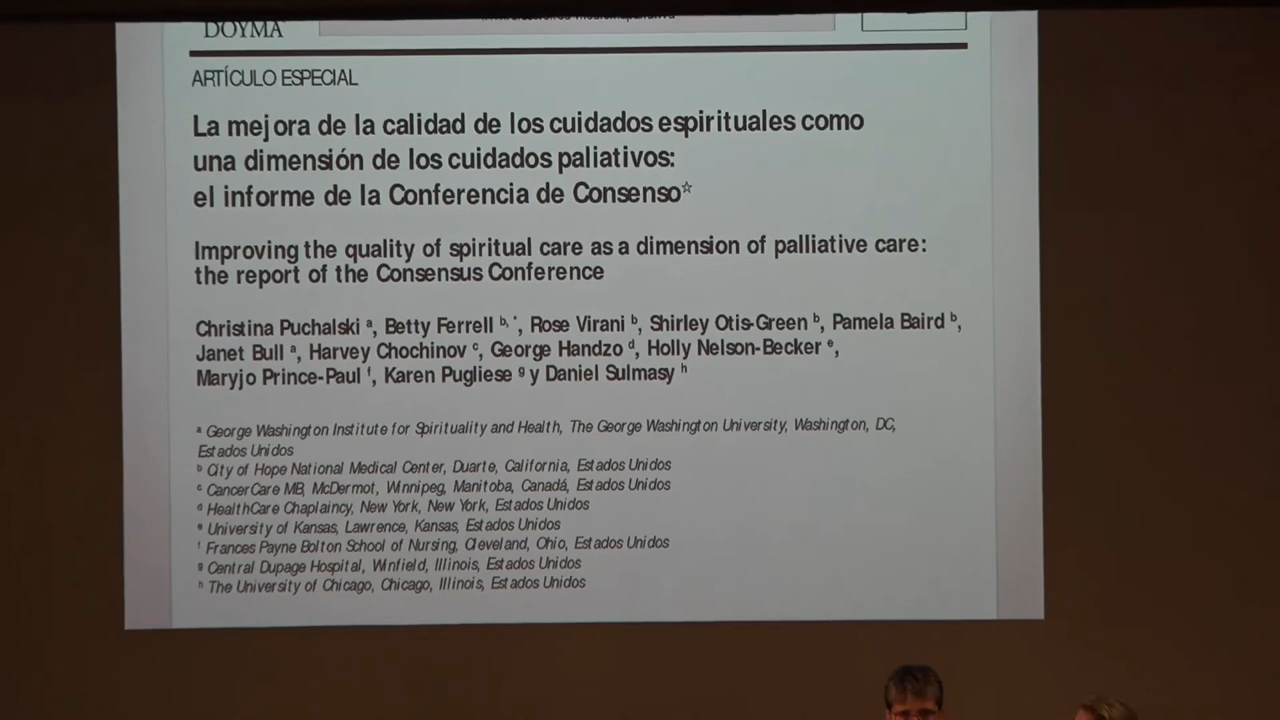 DOYMA
ARTÍCULO ESPECIAL
La mejora de la calidad de los cuidados espirituales como
una dimensión de los cuidados paliativos:
el informe de la Conferencia de Consenso☆
Improving the quality of spiritual care as a dimension of palliative care:
the report of the Consensus Conference
Christina Puchalski ᵃ, Betty Ferrell ᵇ,*, Rose Virani ᵇ, Shirley Otis-Green ᵇ, Pamela Baird ᵇ,
Janet Bull ᵃ, Harvey Chochinov ᶜ, George Handzo ᵈ, Holly Nelson-Becker ᵉ,
Maryjo Prince-Paul ᶠ, Karen Pugliese ᵍ y Daniel Sulmasy ʰ
ᵃ George Washington Institute for Spirituality and Health, The George Washington University, Washington, DC,
Estados Unidos
ᵇ City of Hope National Medical Center, Duarte, California, Estados Unidos
ᶜ CancerCare MB, McDermot, Winnipeg, Manitoba, Canadá, Estados Unidos
ᵈ HealthCare Chaplaincy, New York, New York, Estados Unidos
ᵉ University of Kansas, Lawrence, Kansas, Estados Unidos
ᶠ Frances Payne Bolton School of Nursing, Cleveland, Ohio, Estados Unidos
ᵍ Central Dupage Hospital, Winfield, Illinois, Estados Unidos
ʰ The University of Chicago, Chicago, Illinois, Estados Unidos